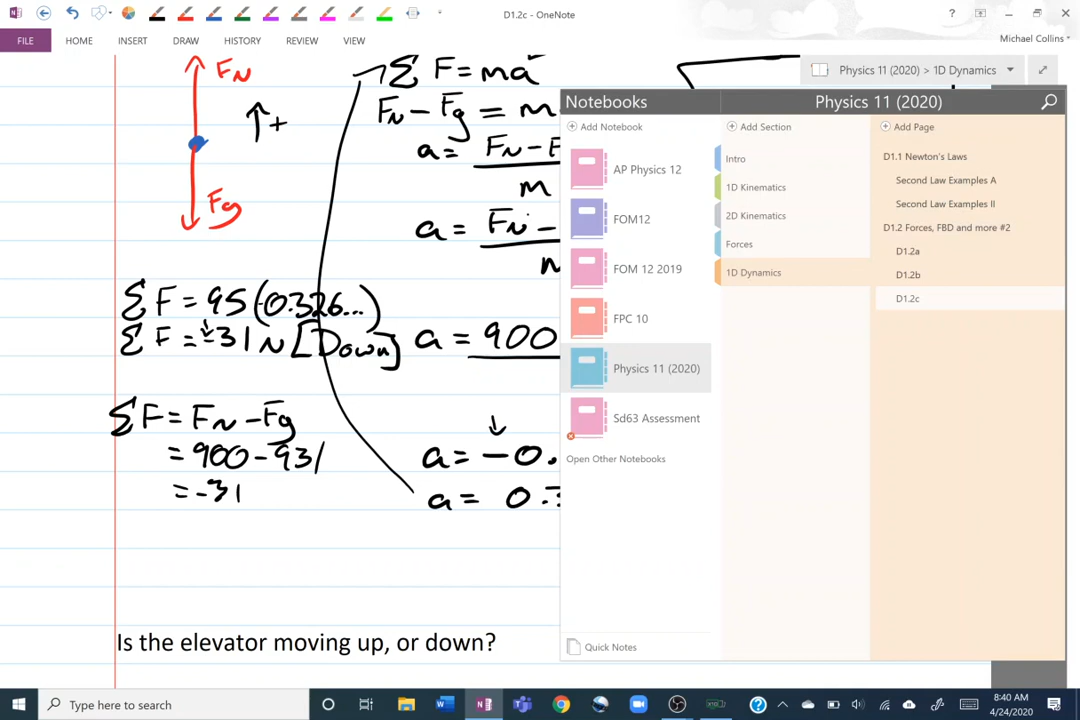 D1.2c - OneNote
Michael Collins
FILE HOME INSERT DRAW HISTORY REVIEW VIEW
FN
+
Fg
Σ F = ma
FN - Fg = m
a = FN - F
m
a = FN -
m
Σ F = 95 (-0.326...)
Σ F = -31 N [Down]
a = 900
Σ F = FN - Fg
= 900 - 931
= -31
a = -0.
a = 0.3
Is the elevator moving up, or down?
Physics 11 (2020) > 1D Dynamics
Notebooks
Add Notebook
AP Physics 12
FOM12
FOM 12 2019
FPC 10
Physics 11 (2020)
Sd63 Assessment
Open Other Notebooks
Quick Notes
Physics 11 (2020)
Add Section
Intro
1D Kinematics
2D Kinematics
Forces
1D Dynamics
Add Page
D1.1 Newton's Laws
Second Law Examples A
Second Law Examples II
D1.2 Forces, FBD and more #2
D1.2a
D1.2b
D1.2c
Type here to search
8:40 AM
4/24/2020